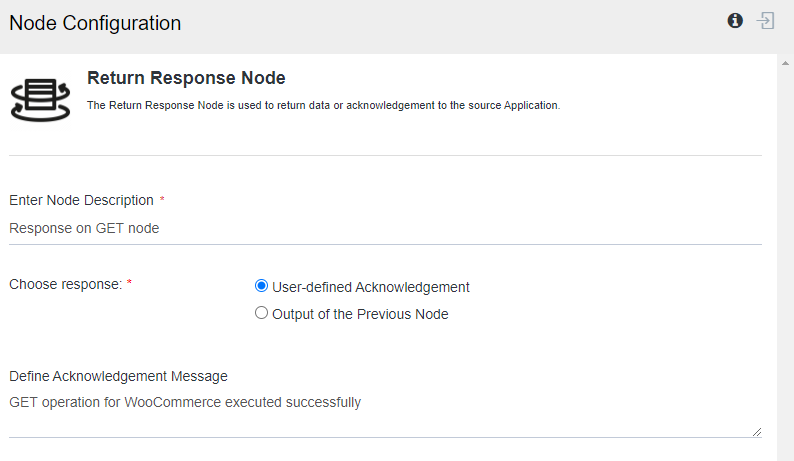 Node Configuration
Return Response Node
The Return Response Node is used to return data or acknowledgement to the source Application.
Enter Node Description *
Response on GET node
Choose response: *
User-defined Acknowledgement
Output of the Previous Node
Define Acknowledgement Message
GET operation for WooCommerce executed successfully